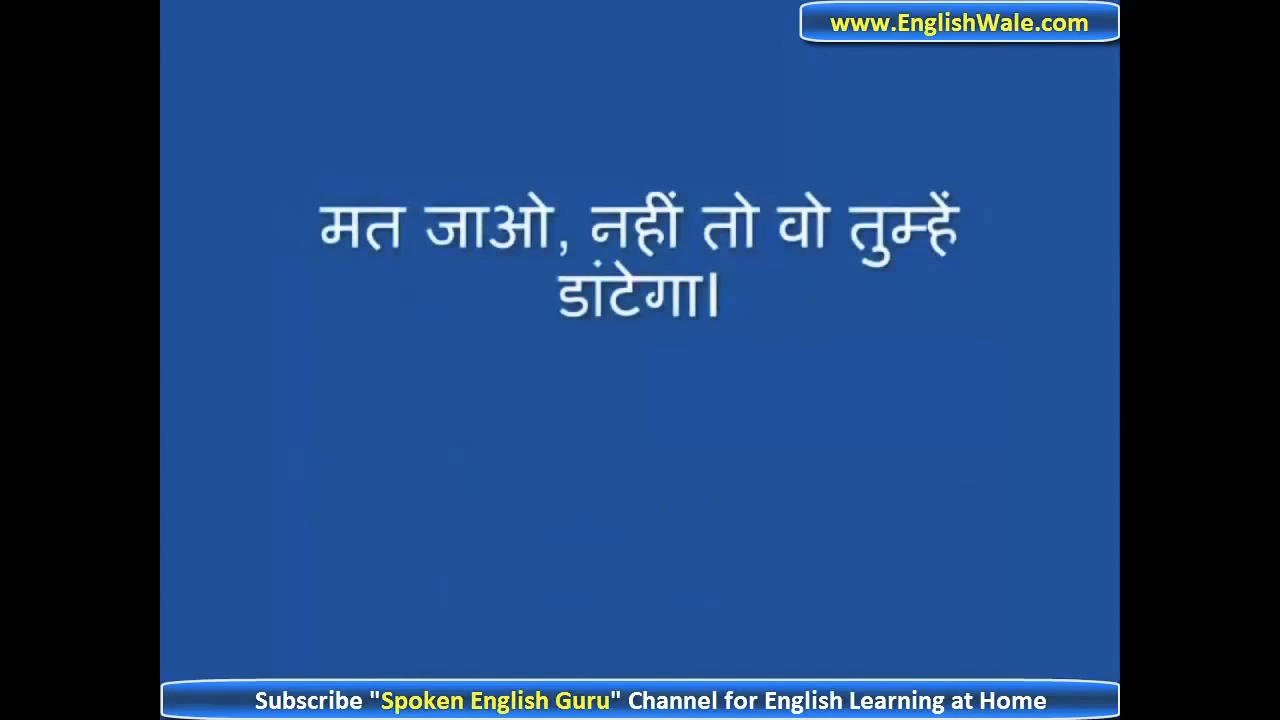 www.EnglishWale.com
मत जाओ, नहीं तो वो तुम्हें
डांटेगा।
Subscribe "Spoken English Guru" Channel for English Learning at Home